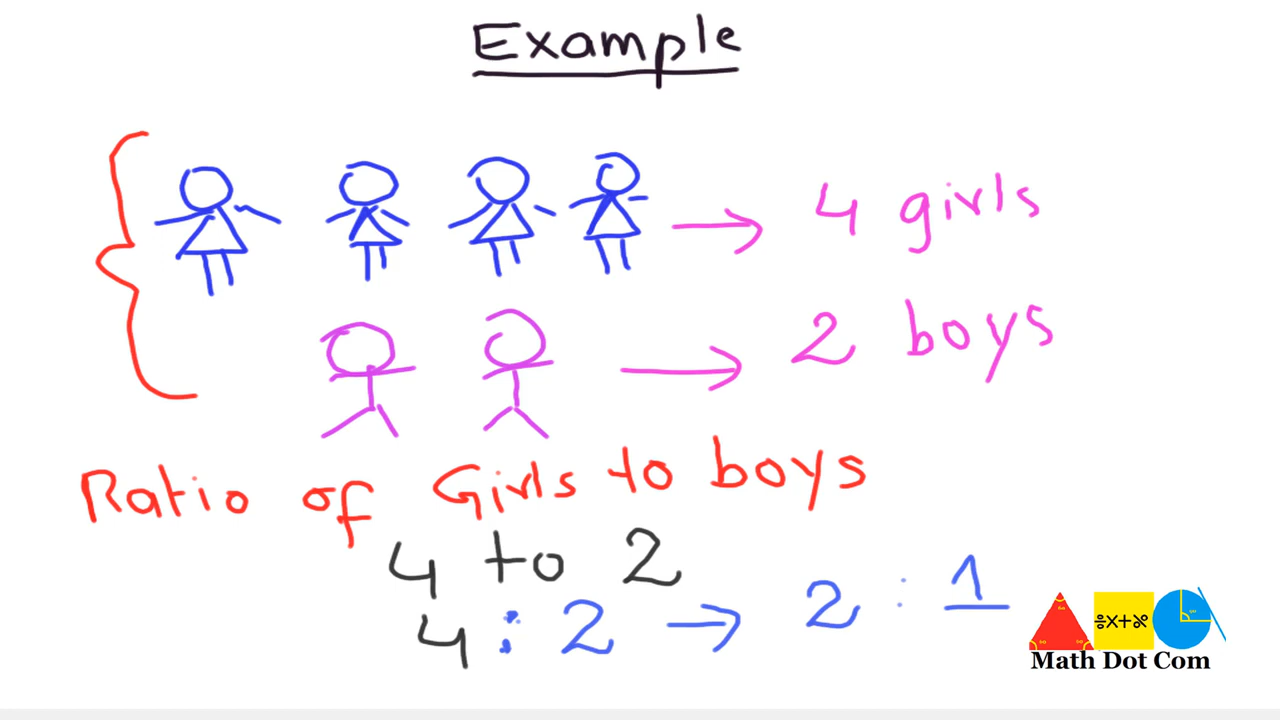 Example
4 girls
2 boys
Ratio of Girls to boys
4 to 2
4 : 2 → 2 : 1
÷x+%
Math Dot Com